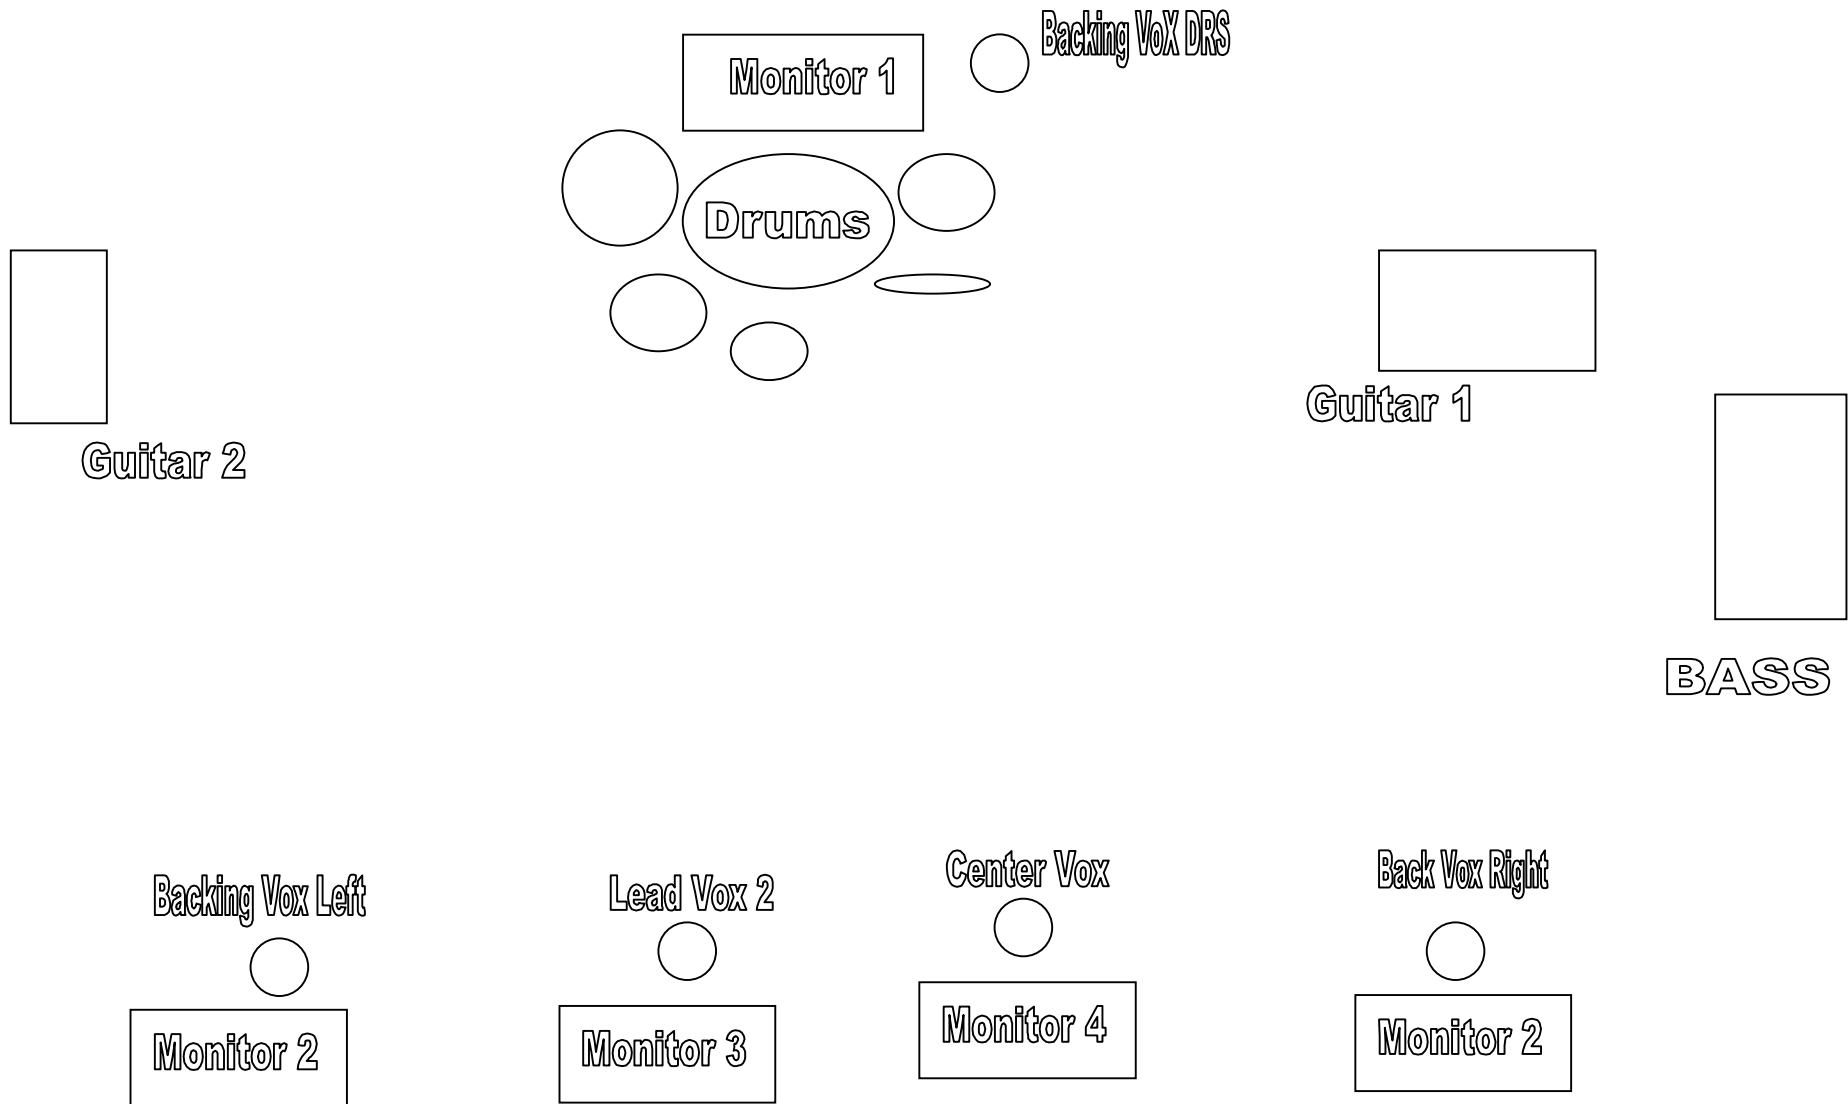 Backing VoX DRS
Monitor 1
Drums
Guitar 1
Guitar 2
BASS
Backing Vox Left
Lead Vox 2
Center Vox
Back Vox Right
Monitor 2
Monitor 3
Monitor 4
Monitor 2